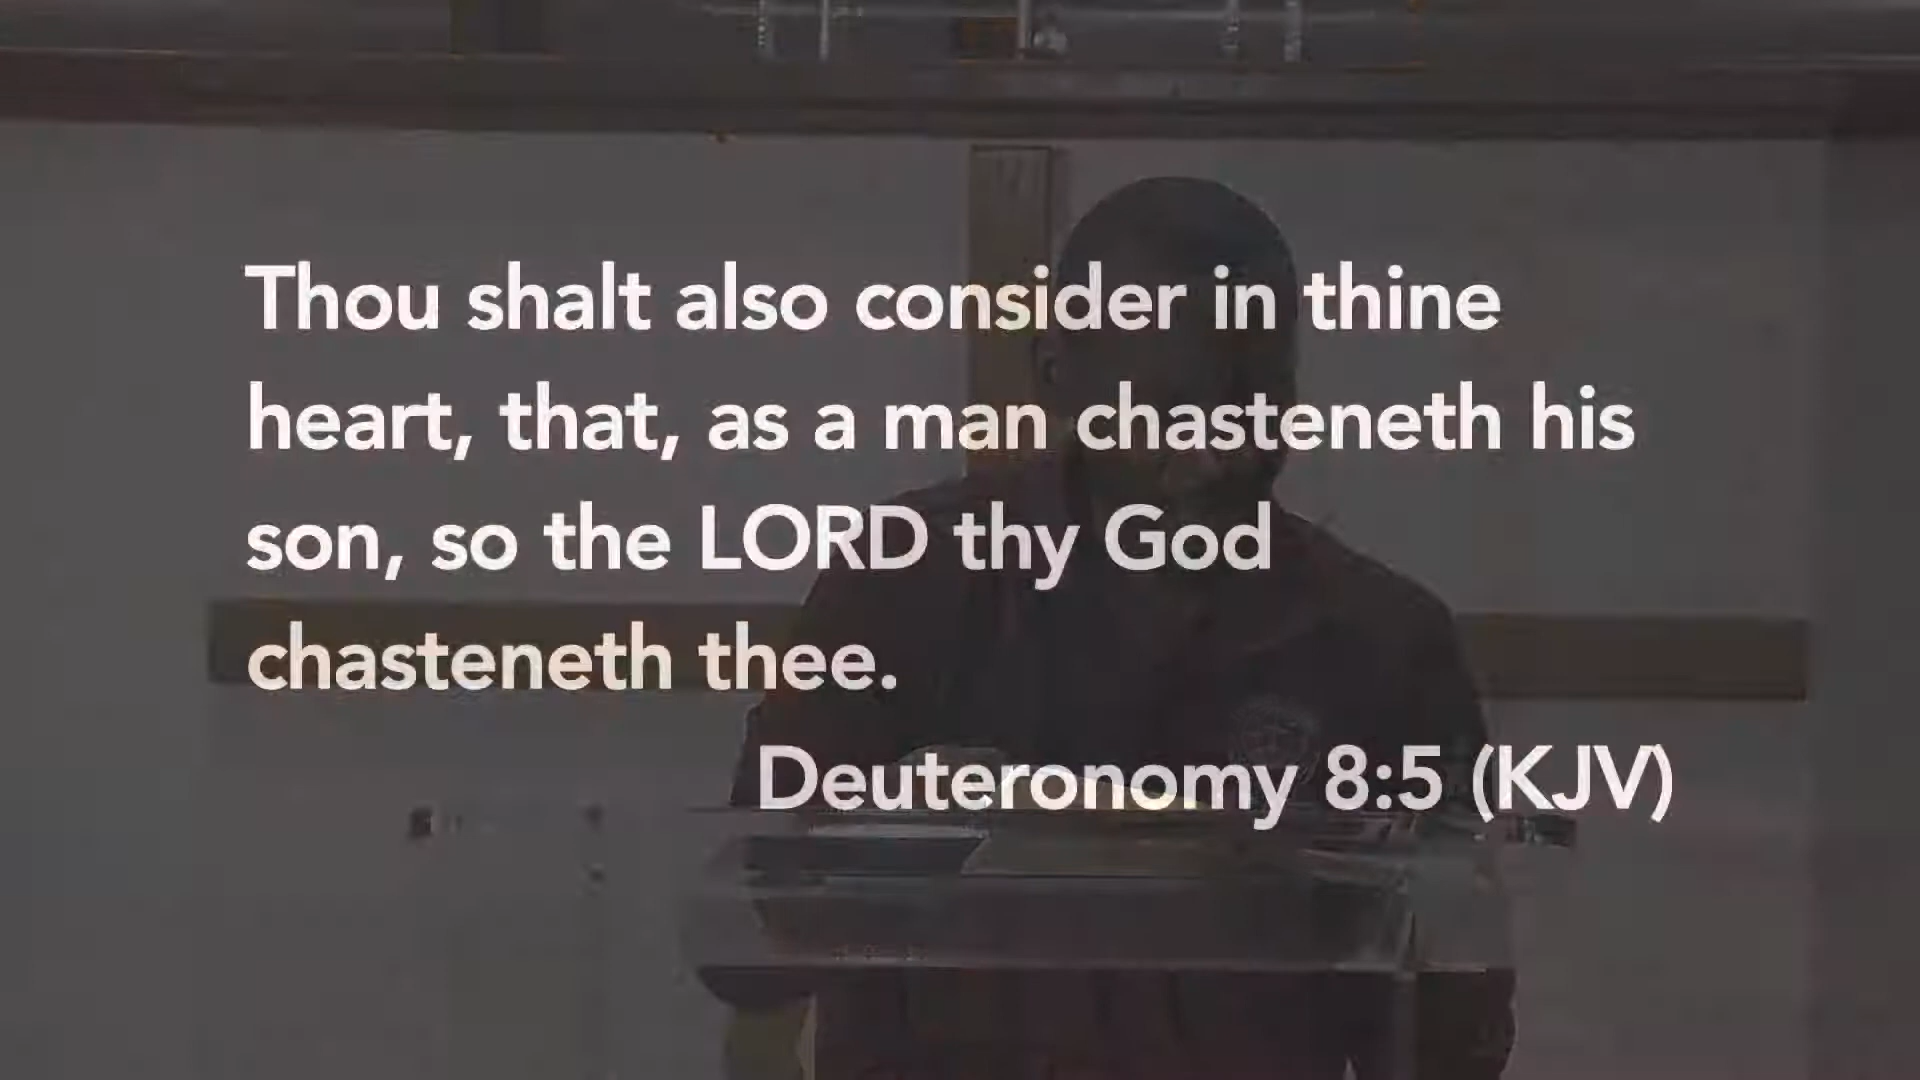 Thou shalt also consider in thine
heart, that, as a man chasteneth his
son, so the LORD thy God
chasteneth thee.
Deuteronomy 8:5 (KJV)